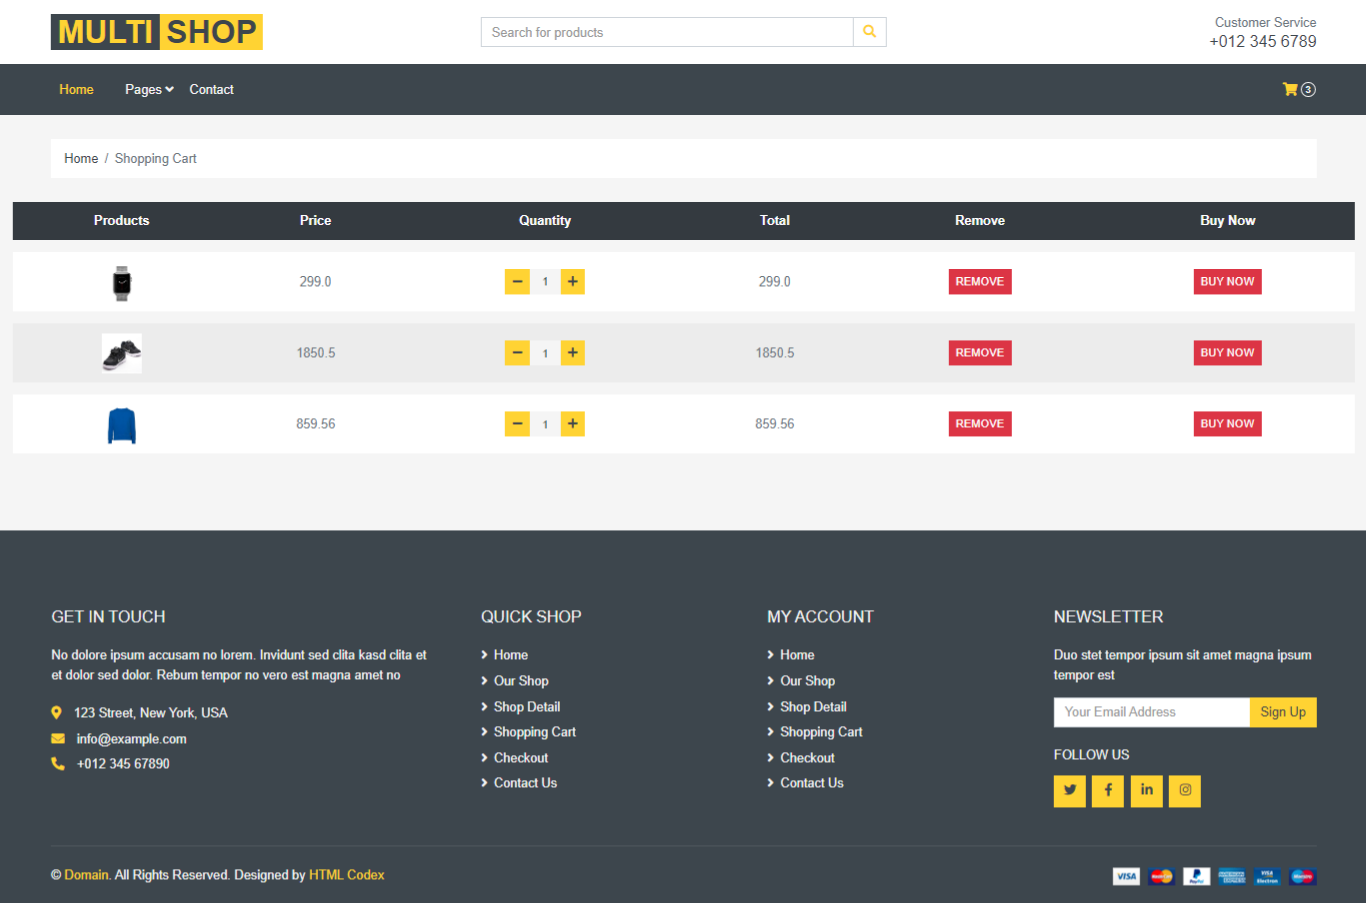 MULTI SHOP
Search for products
Customer Service
+012 345 6789
Home Pages Contact
3
Home / Shopping Cart
Products Price Quantity Total Remove Buy Now
299.0 1 299.0 REMOVE BUY NOW
1850.5 1 1850.5 REMOVE BUY NOW
859.56 1 859.56 REMOVE BUY NOW
GET IN TOUCH
No dolore ipsum accusam no lorem. Invidunt sed clita kasd clita et
et dolor sed dolor. Rebum tempor no vero est magna amet no
123 Street, New York, USA
info@example.com
+012 345 67890
QUICK SHOP
Home
Our Shop
Shop Detail
Shopping Cart
Checkout
Contact Us
MY ACCOUNT
Home
Our Shop
Shop Detail
Shopping Cart
Checkout
Contact Us
NEWSLETTER
Duo stet tempor ipsum sit amet magna ipsum
tempor est
Your Email Address Sign Up
FOLLOW US
© Domain. All Rights Reserved. Designed by HTML Codex
VISA
PayPal
VISA
Electron